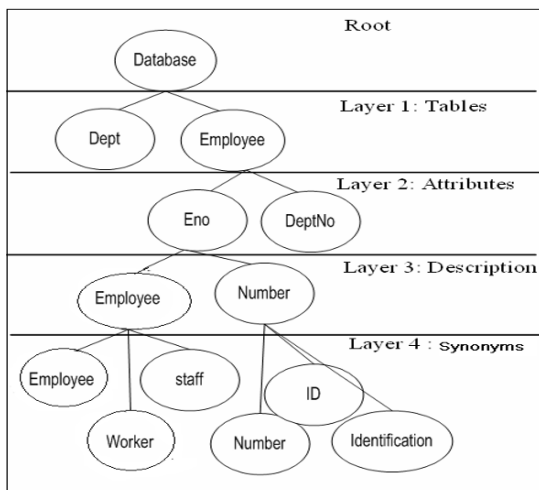 Root
Database
Layer 1: Tables
Dept
Employee
Layer 2: Attributes
Eno
DeptNo
Layer 3: Description
Employee
Number
Layer 4 : Synonyms
Employee
staff
ID
Worker
Number
Identification